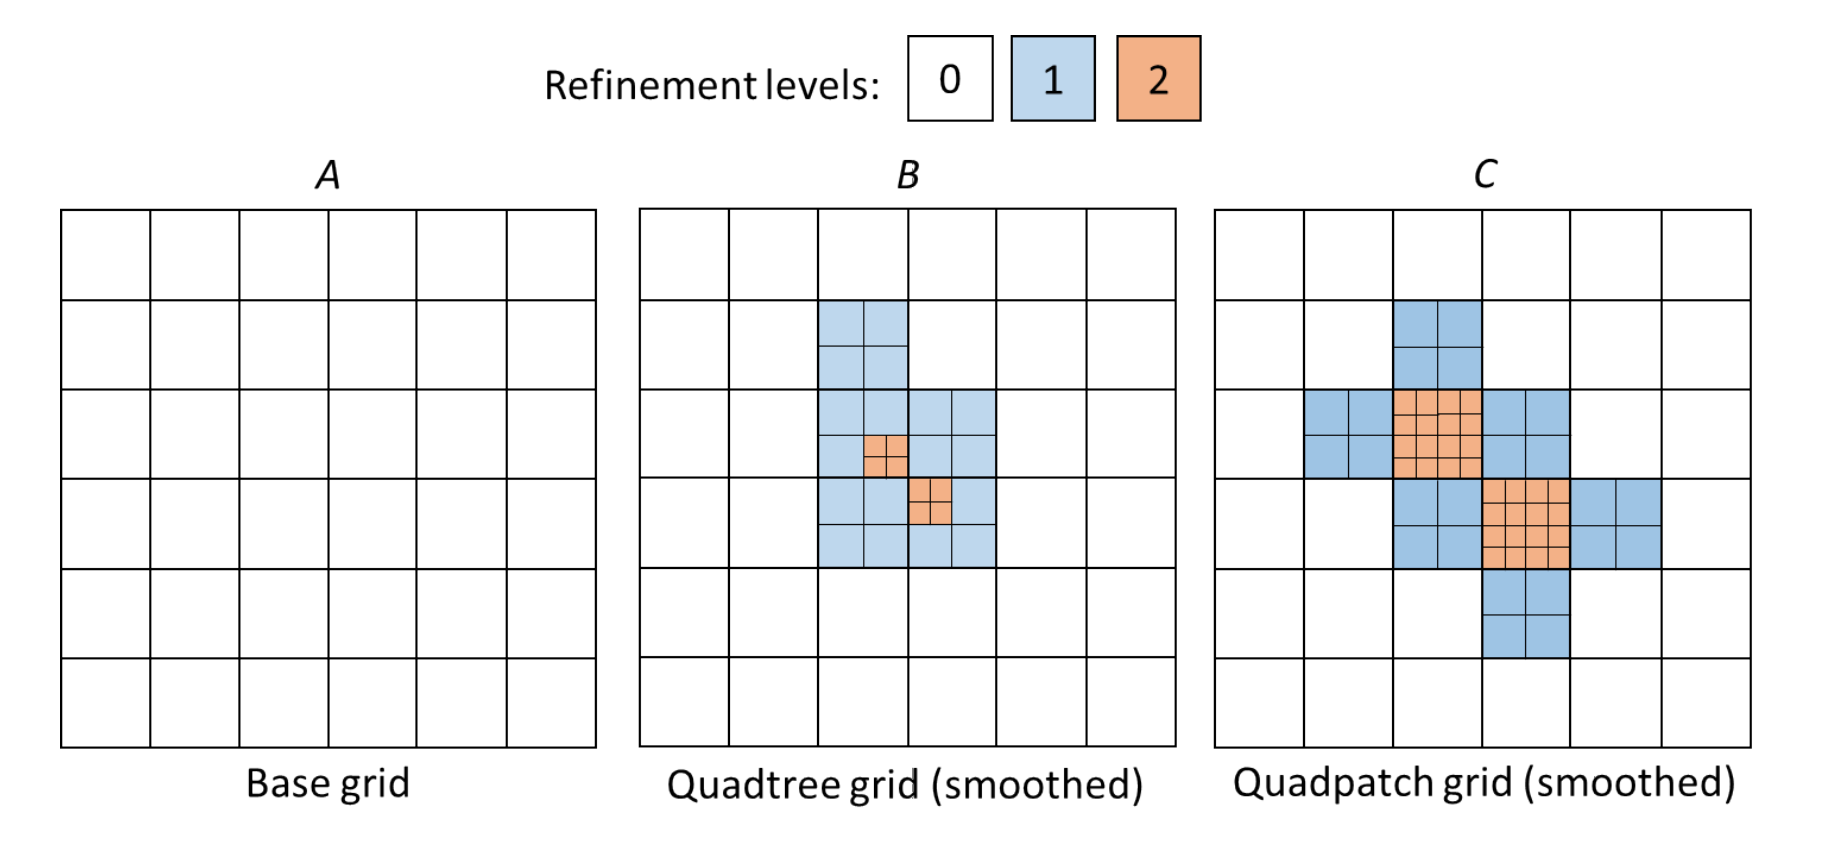 Refinement levels: 0 1 2
A B C
Base grid Quadtree grid (smoothed) Quadpatch grid (smoothed)